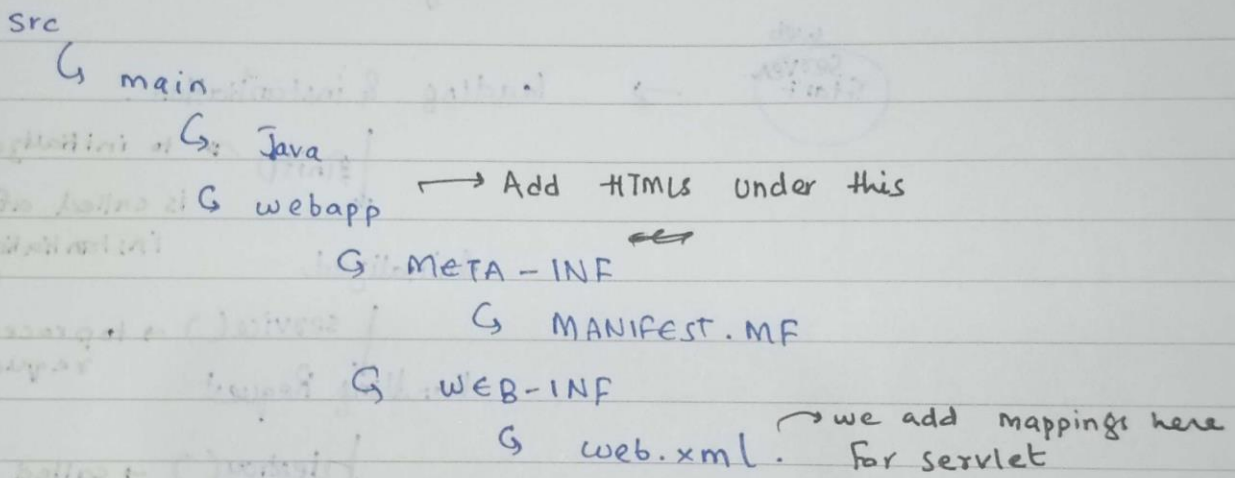 src
↳ main
↳ Java
↳ webapp → Add HTMLs under this
↳ META-INF
↳ MANIFEST.MF
↳ WEB-INF
↳ web.xml. → we add mappings here
for servlet